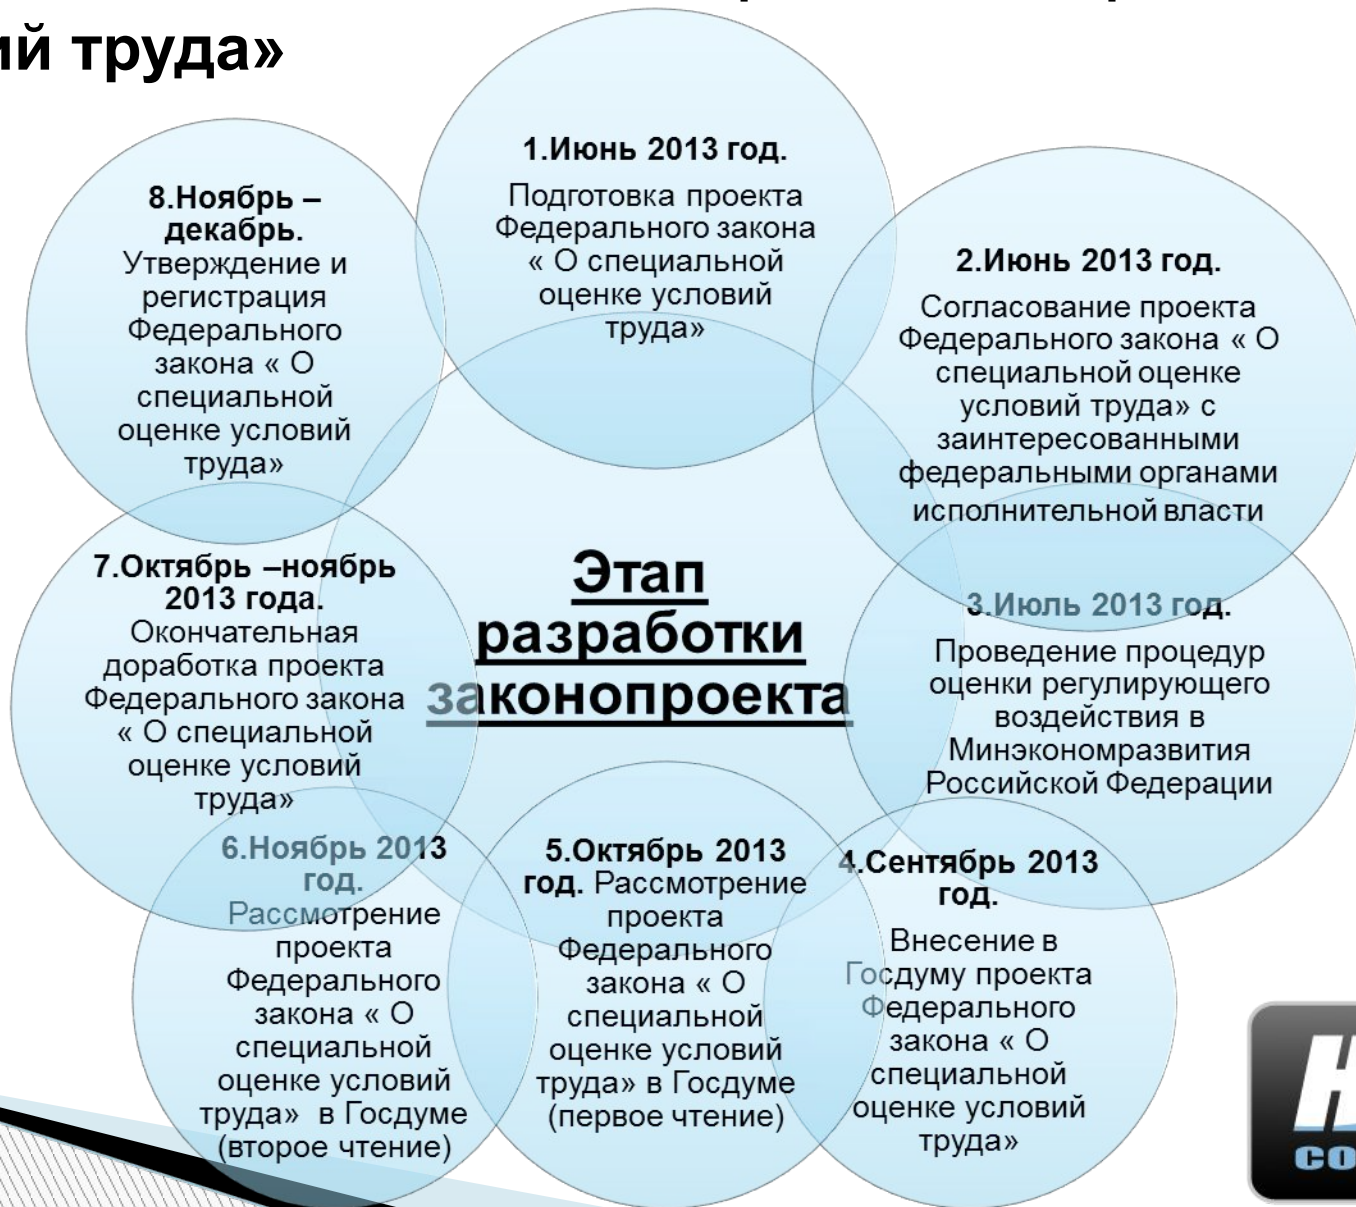 ий труда»
1.Июнь 2013 год.
Подготовка проекта
Федерального закона
« О специальной
оценке условий
труда»
2.Июнь 2013 год.
Согласование проекта
Федерального закона « О
специальной оценке
условий труда» с
заинтересованными
федеральными органами
исполнительной власти
3.Июль 2013 год.
Проведение процедур
оценки регулирующего
воздействия в
Минэкономразвития
Российской Федерации
4.Сентябрь 2013
год.
Внесение в
Госдуму проекта
Федерального
закона « О
специальной
оценке условий
труда»
5.Октябрь 2013
год. Рассмотрение
проекта
Федерального
закона « О
специальной
оценке условий
труда» в Госдуме
(первое чтение)
6.Ноябрь 2013
год.
Рассмотрение
проекта
Федерального
закона « О
специальной
оценке условий
труда»  в Госдуме
(второе чтение)
7.Октябрь –ноябрь
2013 года.
Окончательная
доработка проекта
Федерального закона
« О специальной
оценке условий
труда»
8.Ноябрь –
декабрь.
Утверждение и
регистрация
Федерального
закона « О
специальной
оценке условий
труда»
Этап
разработки
законопроекта
CO